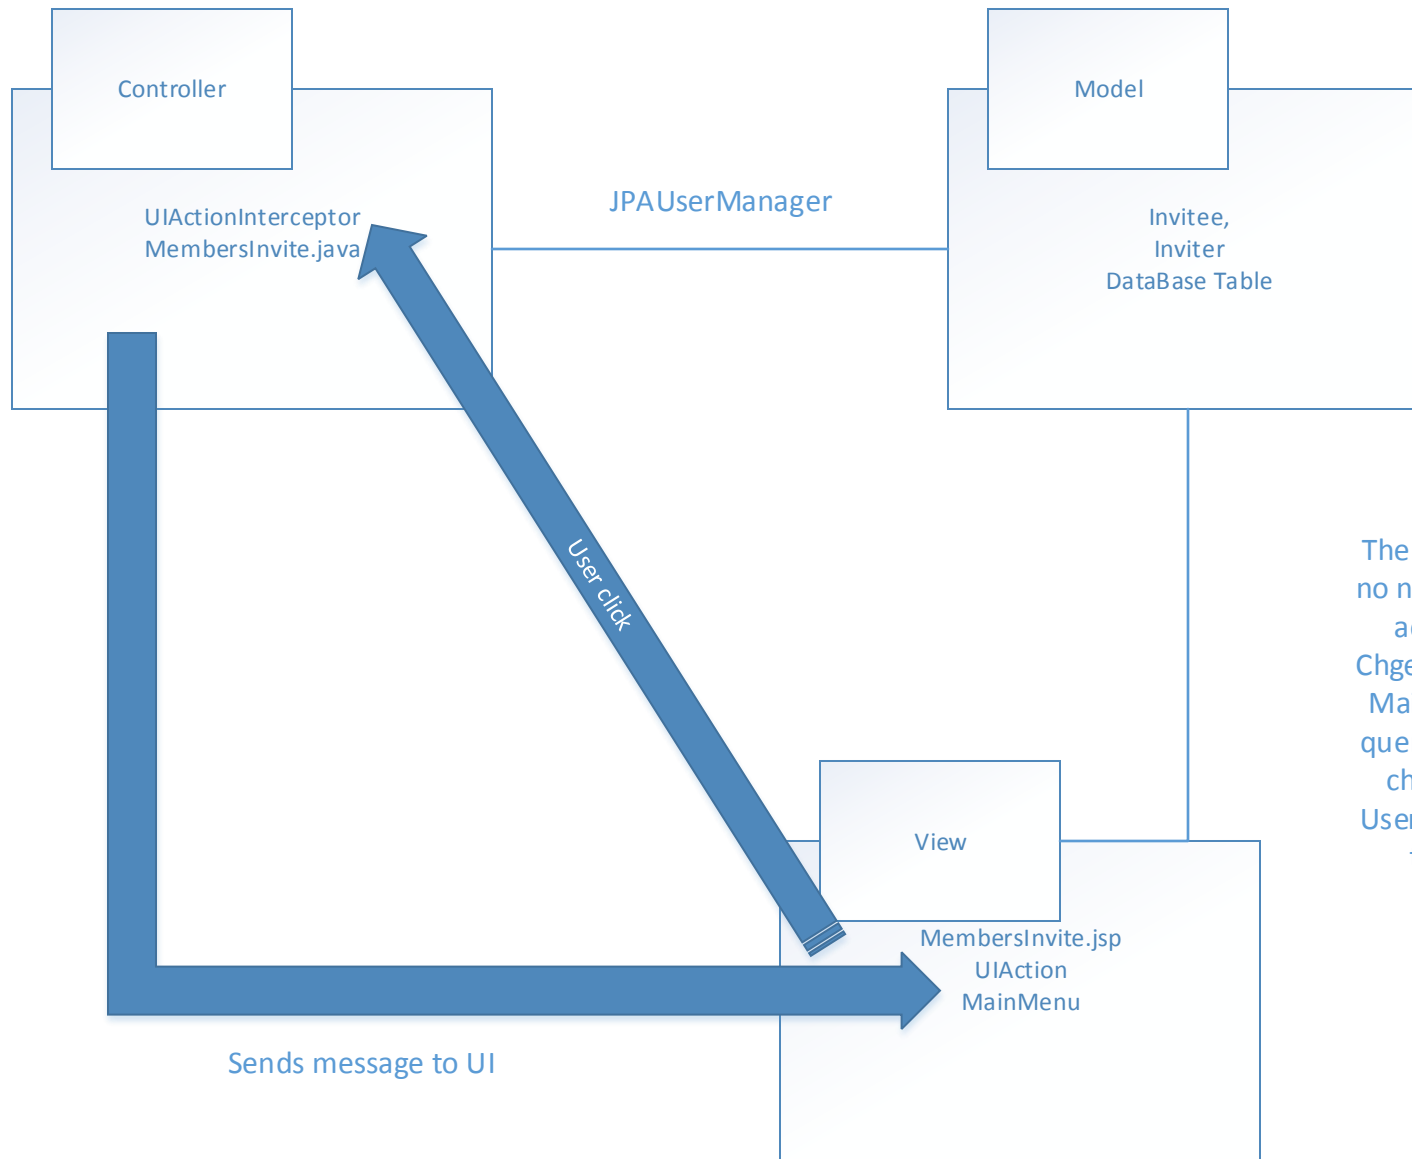 Controller
UIActionInterceptor
MembersInvite.java
JPAUserManager
Model
Invitee,
Inviter
DataBase Table
User click
The
no n
Chge
Ma
que
ch
User
View
MembersInvite.jsp
UIAction
MainMenu
Sends message to UI